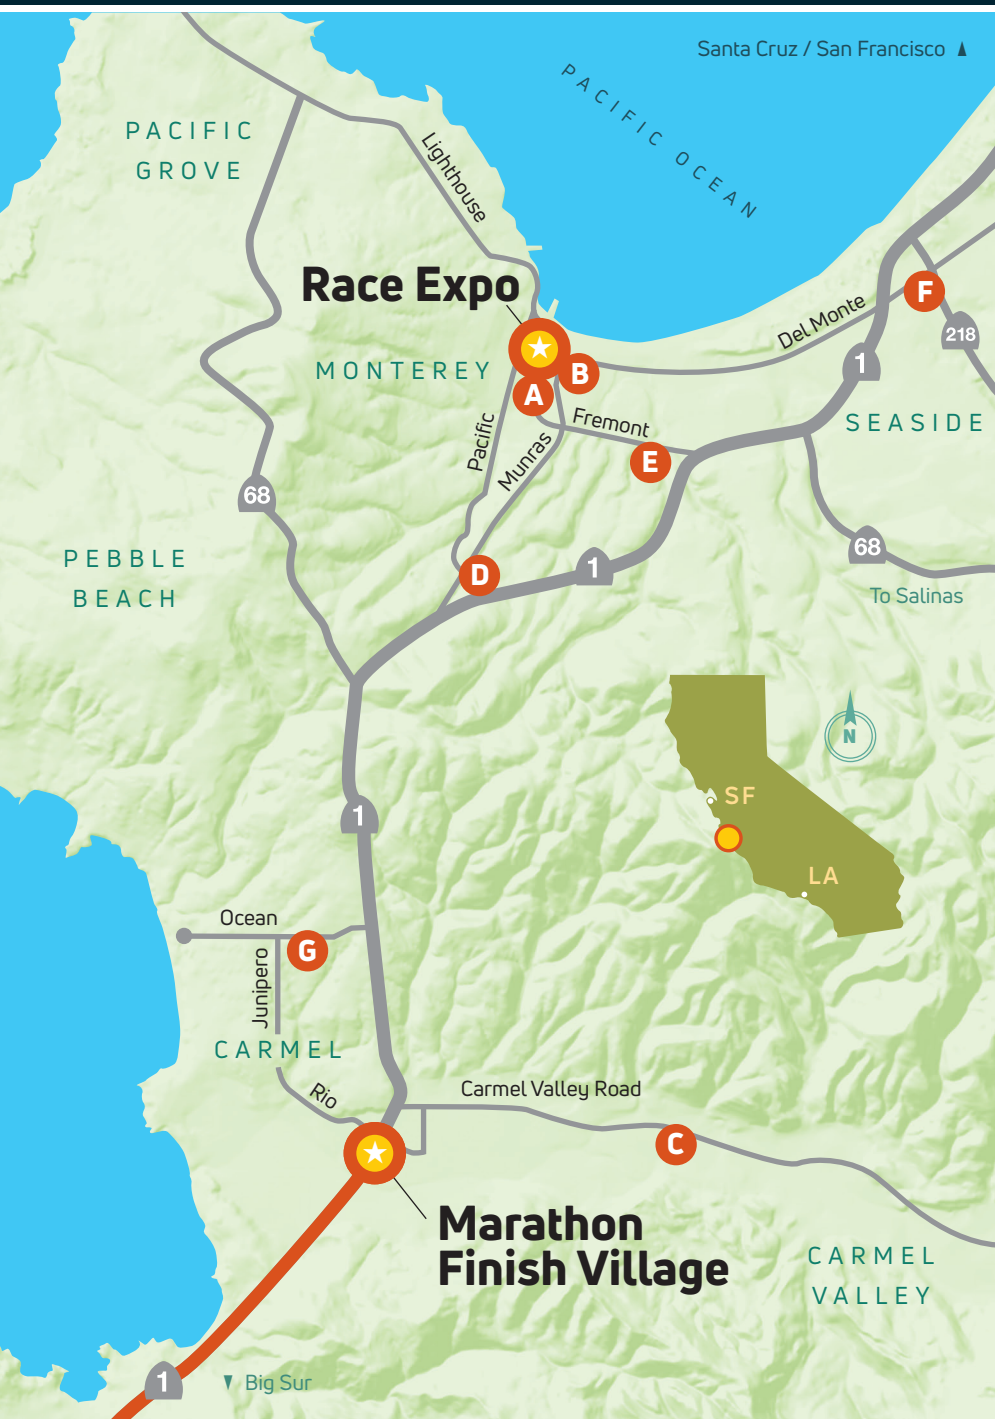 Santa Cruz / San Francisco
PACIFIC OCEAN
PACIFIC
GROVE
Lighthouse
Race Expo
F
Del Monte
218
MONTEREY
B
1
A
SEASIDE
Pacific
Munras
Fremont
E
68
68
PEBBLE
BEACH
D
1
To Salinas
N
SF
1
LA
Ocean
G
Junipero
CARMEL
Rio
Carmel Valley Road
C
Marathon
Finish Village
CARMEL
VALLEY
1
Big Sur